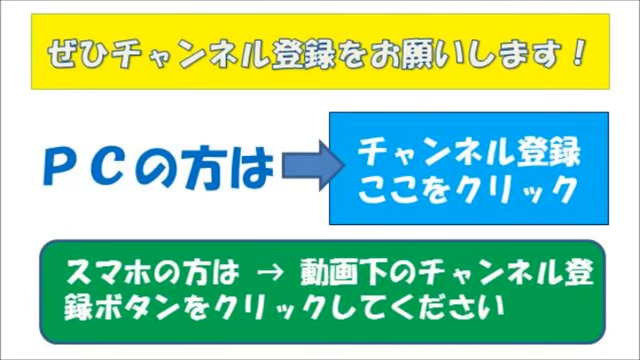 ぜひチャンネル登録をお願いします！
ＰＣの方は
チャンネル登録
ここをクリック
スマホの方は → 動画下のチャンネル登
録ボタンをクリックしてください